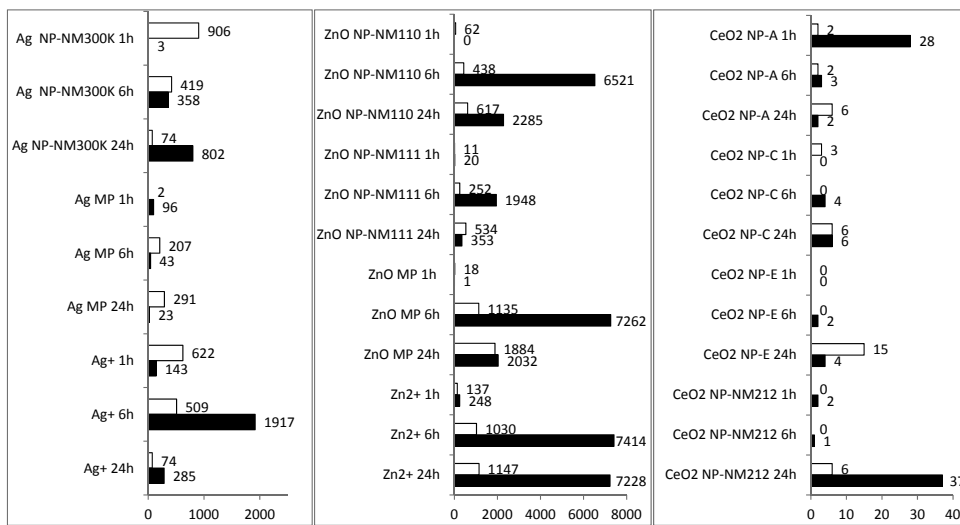 Ag NP-NM300K 1h 906 3
Ag NP-NM300K 6h 419 358
Ag NP-NM300K 24h 74 802
Ag MP 1h 2 96
Ag MP 6h 207 43
Ag MP 24h 291 23
Ag+ 1h 622 143
Ag+ 6h 509 1917
Ag+ 24h 74 285
0 1000 2000
ZnO NP-NM110 1h 62 0
ZnO NP-NM110 6h 438 6521
ZnO NP-NM110 24h 617 2285
ZnO NP-NM111 1h 11 20
ZnO NP-NM111 6h 252 1948
ZnO NP-NM111 24h 534 353
ZnO MP 1h 18 1
ZnO MP 6h 1135 7262
ZnO MP 24h 1884 2032
Zn2+ 1h 137 248
Zn2+ 6h 1030 7414
Zn2+ 24h 1147 7228
0 2000 4000 6000 8000
CeO2 NP-A 1h 2 28
CeO2 NP-A 6h 2 3
CeO2 NP-A 24h 6 2
CeO2 NP-C 1h 3 0
CeO2 NP-C 6h 0 4
CeO2 NP-C 24h 6 6
CeO2 NP-E 1h 0 0
CeO2 NP-E 6h 0 2
CeO2 NP-E 24h 15 4
CeO2 NP-NM212 1h 0 2
CeO2 NP-NM212 6h 0 1
CeO2 NP-NM212 24h 6 37
0 10 20 30 40